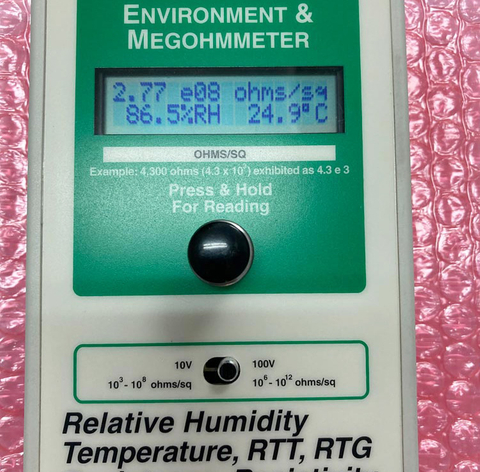 ENVIRONMENT &
MEGOHMMETER
2.77 e08 ohms/sq
86.5%RH 24.9°C
OHMS/SQ
Example: 4,300 ohms (4.3 x 10³) exhibited as 4.3 e 3
Press & Hold
For Reading
10V 100V
10³ - 10⁸ ohms/sq 10⁶ - 10¹² ohms/sq
Relative Humidity
Temperature, RTT, RTG